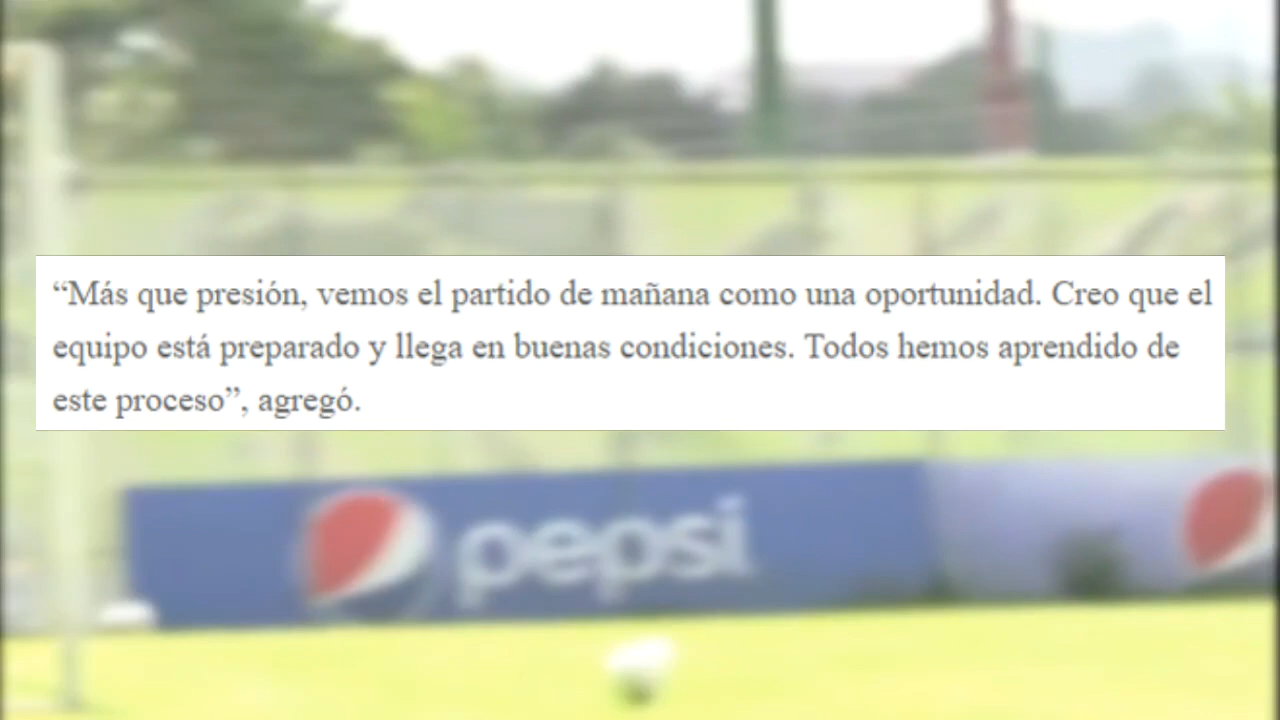 “Más que presión, vemos el partido de mañana como una oportunidad. Creo que el
equipo está preparado y llega en buenas condiciones. Todos hemos aprendido de
este proceso”, agregó.
pepsi